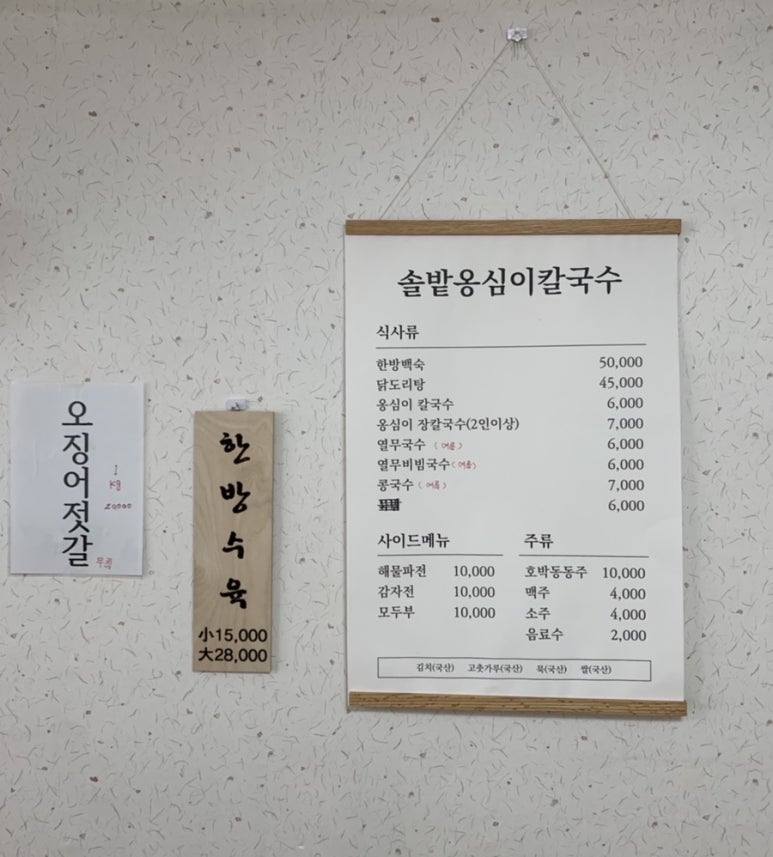 솔밭옹심이칼국수
식사류
한방백숙 50,000
닭도리탕 45,000
옹심이 칼국수 6,000
옹심이 장칼국수(2인이상) 7,000
열무국수 (여름) 6,000
열무비빔국수(여름) 6,000
콩국수 (여름) 7,000
6,000
사이드메뉴
해물파전 10,000
감자전 10,000
모두부 10,000
주류
호박동동주 10,000
맥주 4,000
소주 4,000
음료수 2,000
김치(국산) 고춧가루(국산) 묵(국산) 쌀(국산)
한방수육
小15,000
大28,000
오징어젓갈
1
kg
20000